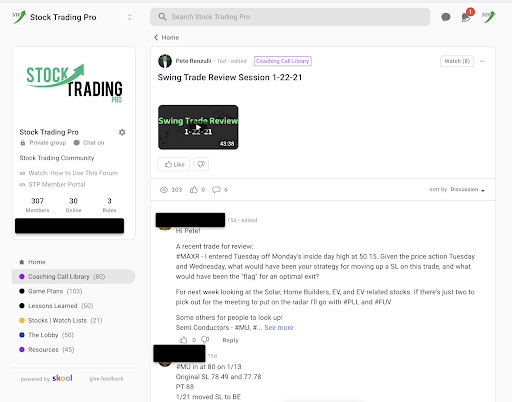 STP
Stock Trading Pro
Search Stock Trading Pro
1
STP
STOCK
TRADING
PRO
Stock Trading Pro
Private group
Chat on
Stock Trading Community
Watch: How to Use This Forum
STP Member Portal
307
30
3
Members
Online
Rules
Home
Coaching Call Library (80)
Game Plans (103)
Lessons Learned (50)
Stocks | Watch Lists (21)
The Lobby (50)
Resources (45)
powered by skool
give feedback
Home
Pete Renzulli · 16d · edited
Coaching Call Library
Watch (8)
Swing Trade Review Session 1-22-21
Swing Trade Review
1-22-21
43:38
Like
103
0
6
sort by Discussion
15d · edited
Hi Pete!
A recent trade for review:
#MAXR - I entered Tuesday off Monday's inside day high at 50.15. Given the price action Tuesday
and Wednesday, what would have been your strategy for moving up a SL on this trade, and what
would have been the "flag" for an optimal exit?
For next week looking at the Solar, Home Builders, EV, and EV related stocks. If there's just two to
pick out for the meeting to put on the radar I'll go with #PLL and #FUV
Some others for people to look up!
Semi Conductors - #MU, #... See more
0
Reply
15d
#MU in at 80 on 1/13
Original SL 78.49 and 77.78
PT 88
1/21 moved SL to BE